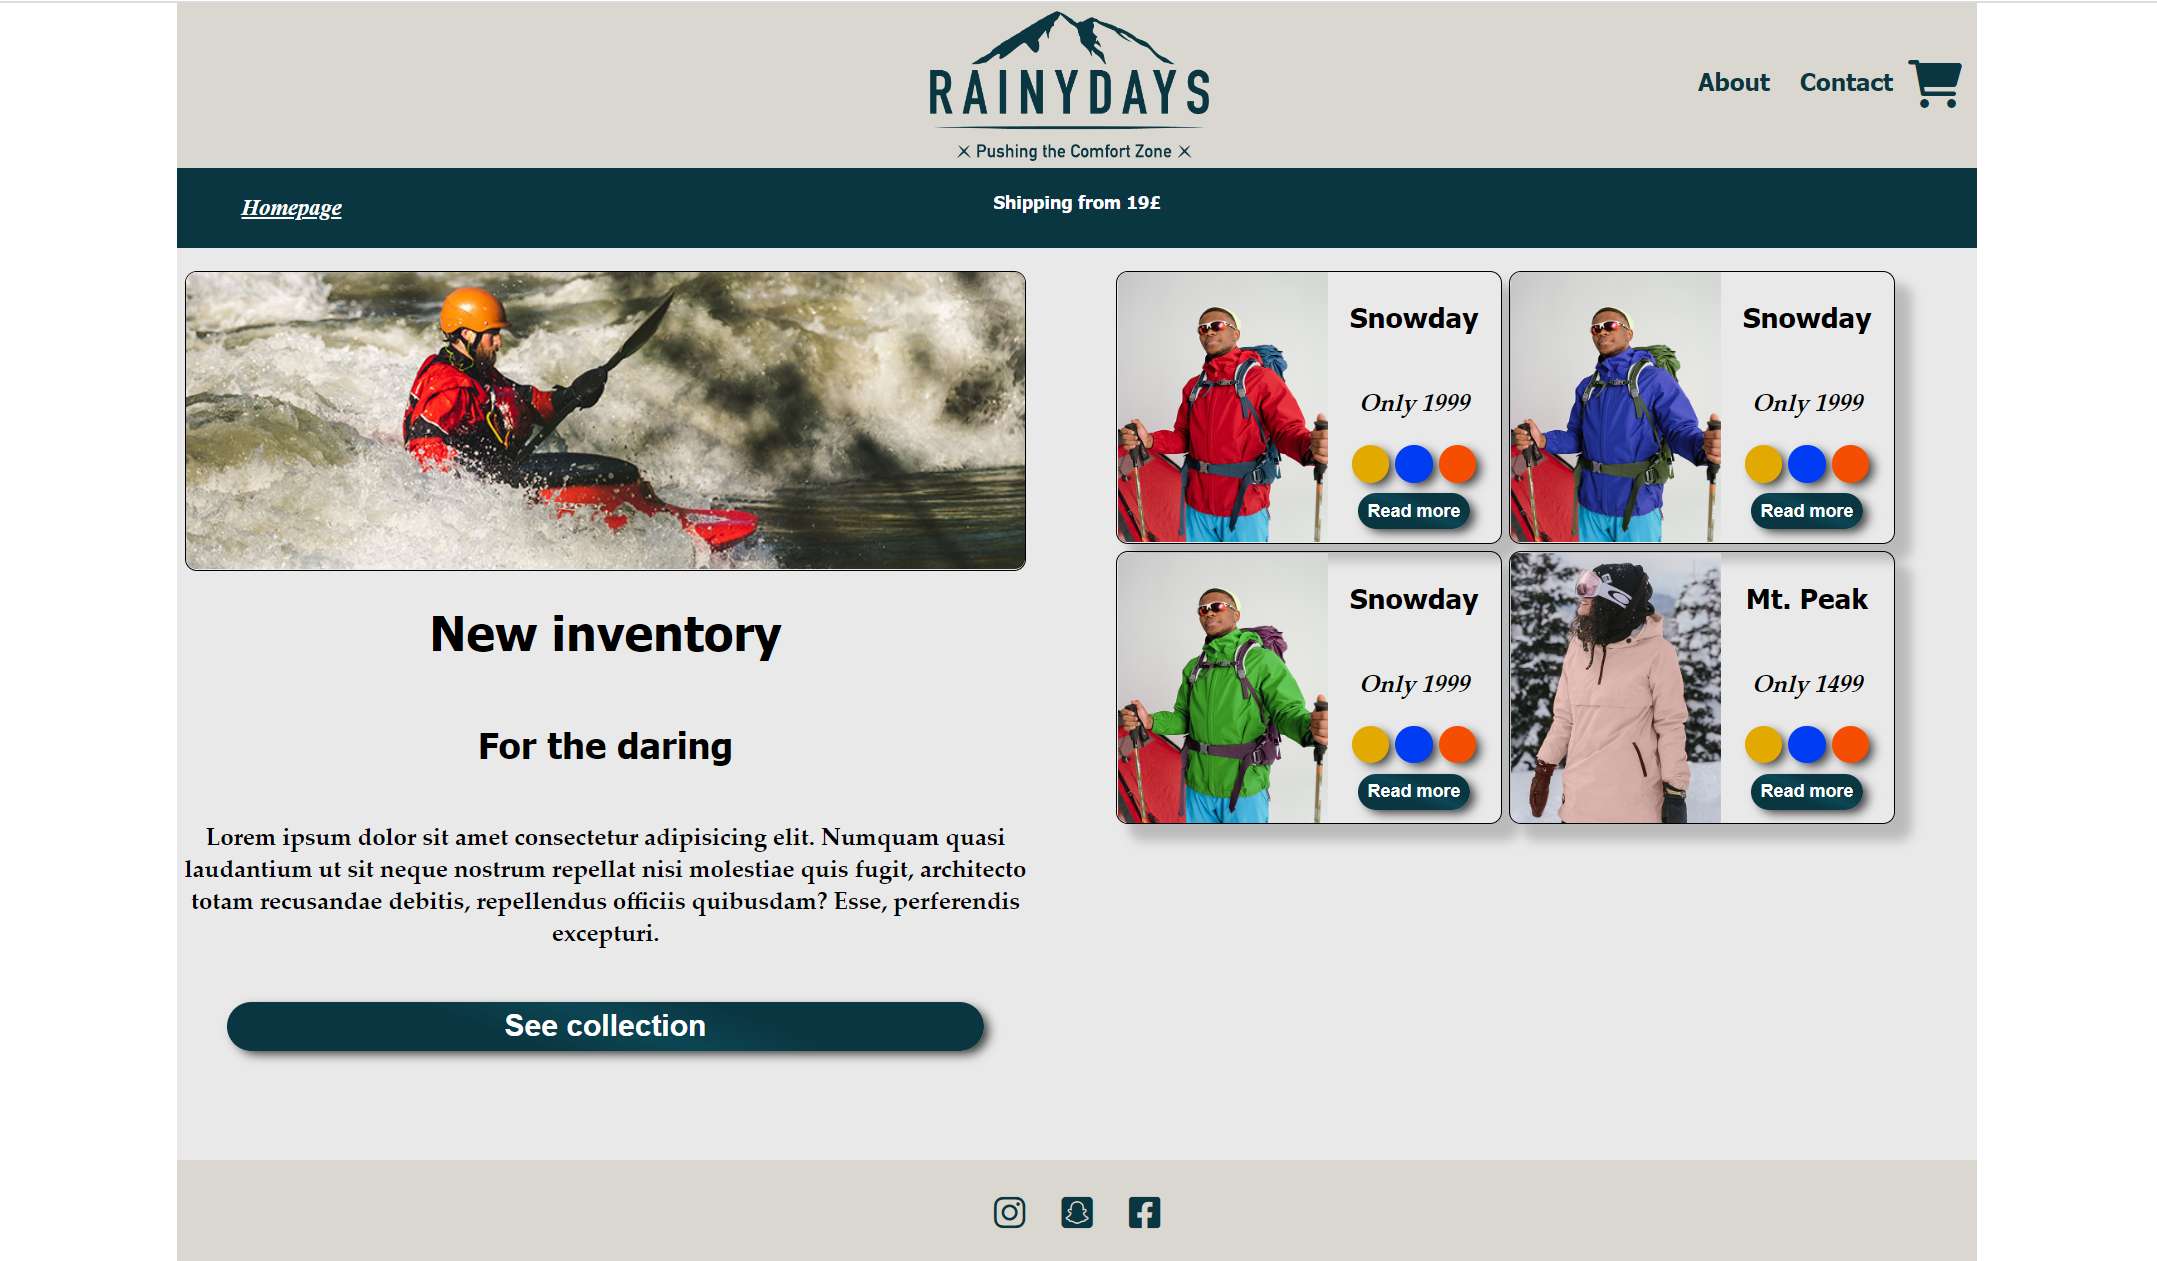 RAINYDAYS
Pushing the Comfort Zone
About
Contact
Homepage
Shipping from 19£
New inventory
For the daring
Lorem ipsum dolor sit amet consectetur adipisicing elit. Numquam quasi
laudantium ut sit neque nostrum repellat nisi molestiae quis fugit, architecto
totam recusandae debitis, repellendus officiis quibusdam? Esse, perferendis
excepturi.
See collection
Snowday
Only 1999
Read more
Snowday
Only 1999
Read more
Snowday
Only 1999
Read more
Mt. Peak
Only 1499
Read more